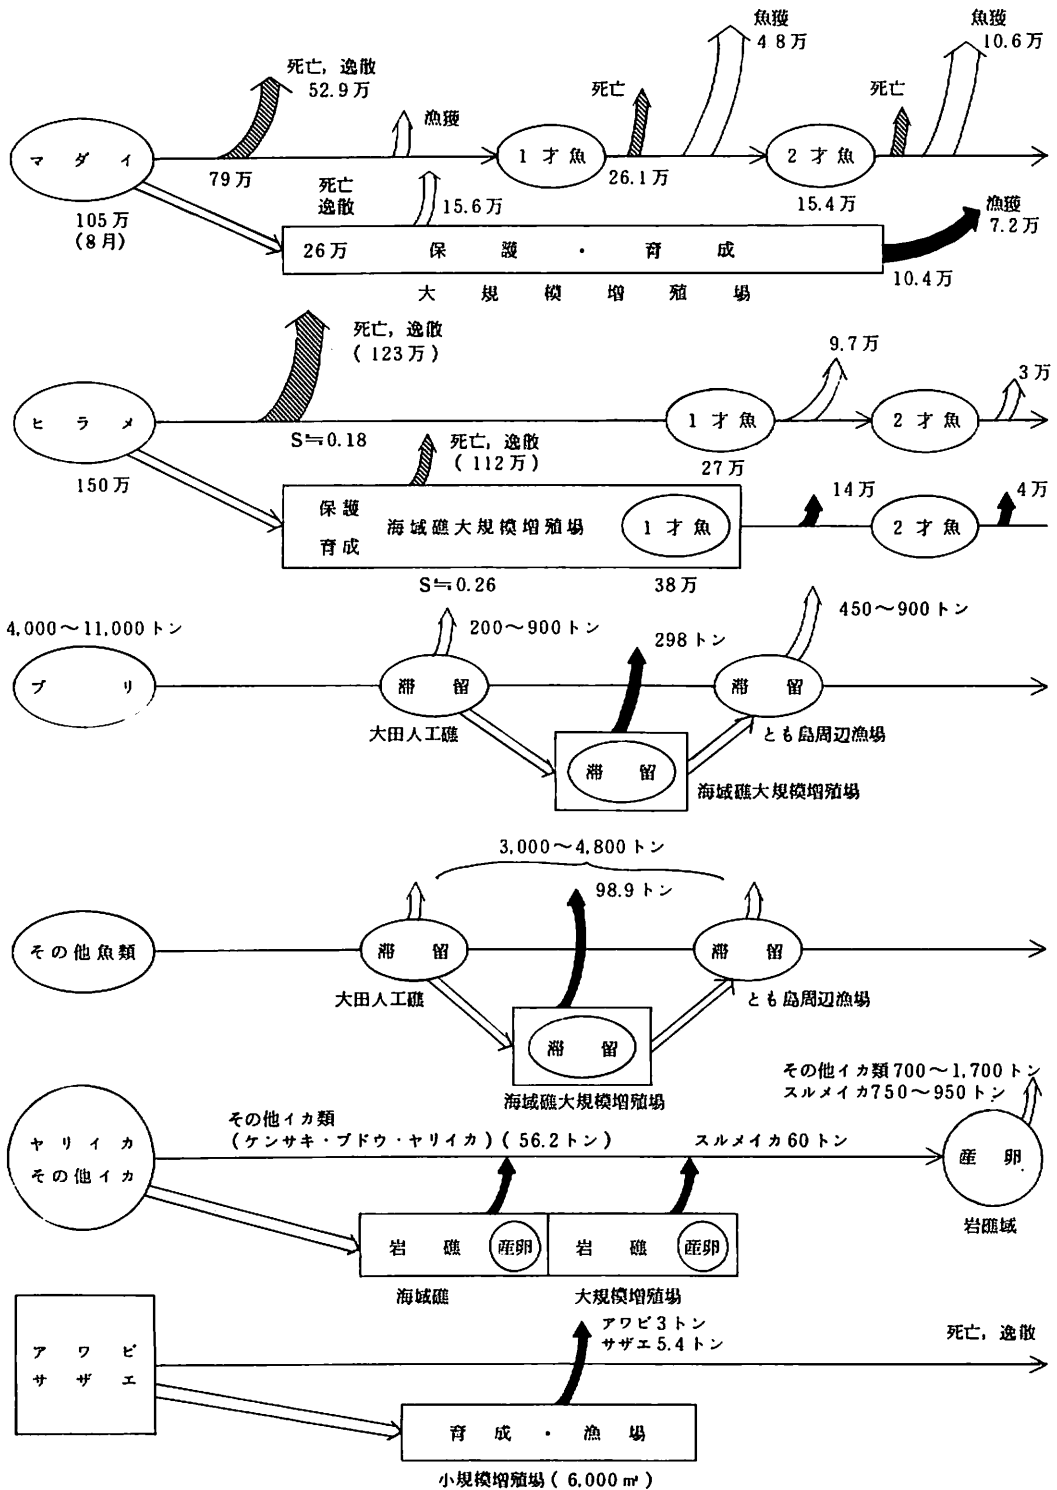 魚獲
48万
魚獲
10.6万
死亡，逸散
52.9万
漁獲
死亡
死亡
マダイ
1才魚
2才魚
79万
26.1万
15.4万
105万
(8月)
死亡
逸散
15.6万
漁獲
7.2万
26万 保護・育成
10.4万
大規模増殖場
死亡，逸散
(123万)
9.7万
3万
ヒラメ
1才魚
2才魚
S≒0.18
死亡，逸散
(112万)
27万
150万
14万
4万
保護
育成
海域礁大規模増殖場
1才魚
2才魚
S≒0.26
38万
4,000～11,000トン
200～900トン
298トン
450～900トン
ブリ
滞留
滞留
大田人工礁
とも島周辺漁場
滞留
海域礁大規模増殖場
3,000～4,800トン
98.9トン
その他魚類
滞留
滞留
大田人工礁
とも島周辺漁場
滞留
海域礁大規模増殖場
その他イカ類700～1,700トン
スルメイカ750～950トン
その他イカ類
(ケンサキ・ブドウ・ヤリイカ)(56.2トン)
スルメイカ60トン
ヤリイカ
その他イカ
産卵
岩礁域
岩礁 産卵
岩礁 産卵
海域礁
大規模増殖場
アワビ3トン
サザエ5.4トン
死亡，逸散
アワビ
サザエ
育成・漁場
小規模増殖場(6,000㎡)